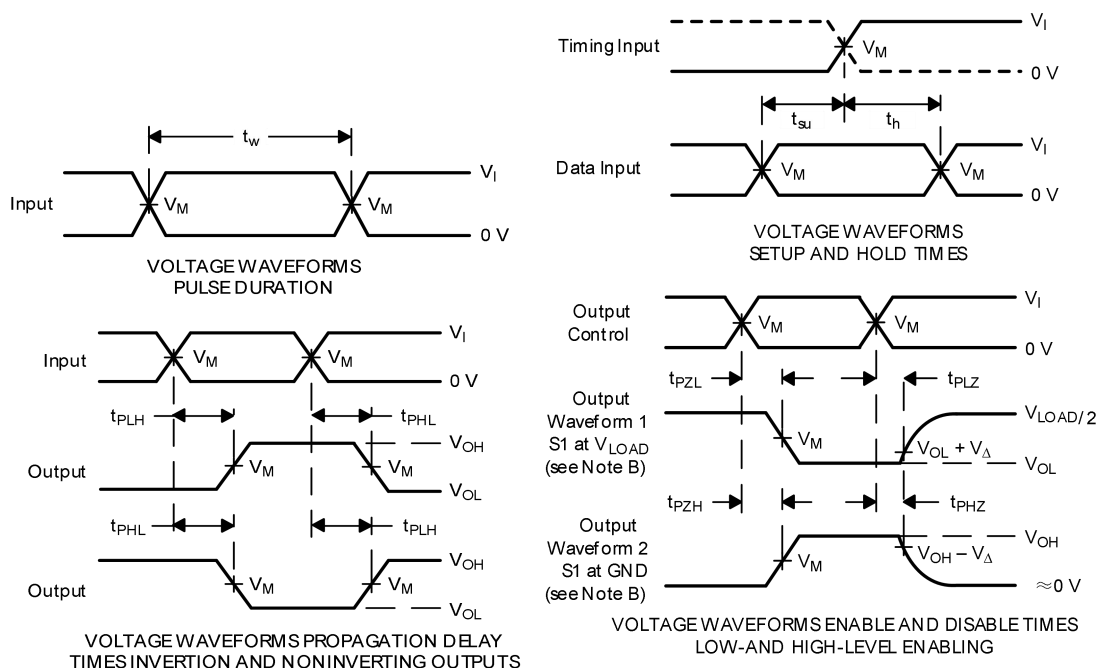 t_w
Input
V_M
V_M
V_I
0 V
VOLTAGE WAVEFORMS
PULSE DURATION
Timing Input
V_M
V_I
0 V
t_su
t_h
Data Input
V_M
V_M
V_I
0 V
VOLTAGE WAVEFORMS
SETUP AND HOLD TIMES
Input
V_M
V_M
V_I
0 V
t_PLH
t_PHL
Output
V_M
V_M
V_OH
V_OL
t_PHL
t_PLH
Output
V_M
V_M
V_OH
V_OL
VOLTAGE WAVEFORMS PROPAGATION DELAY
TIMES INVERTION AND NONINVERTING OUTPUTS
Output
Control
V_M
V_M
V_I
0 V
t_PZL
t_PLZ
Output
Waveform 1
S1 at V_LOAD
(see Note B)
V_M
V_OL + V_Δ
V_LOAD/2
V_OL
t_PZH
t_PHZ
Output
Waveform 2
S1 at GND
(see Note B)
V_M
V_OH – V_Δ
V_OH
≈0 V
VOLTAGE WAVEFORMS ENABLE AND DISABLE TIMES
LOW-AND HIGH-LEVEL ENABLING